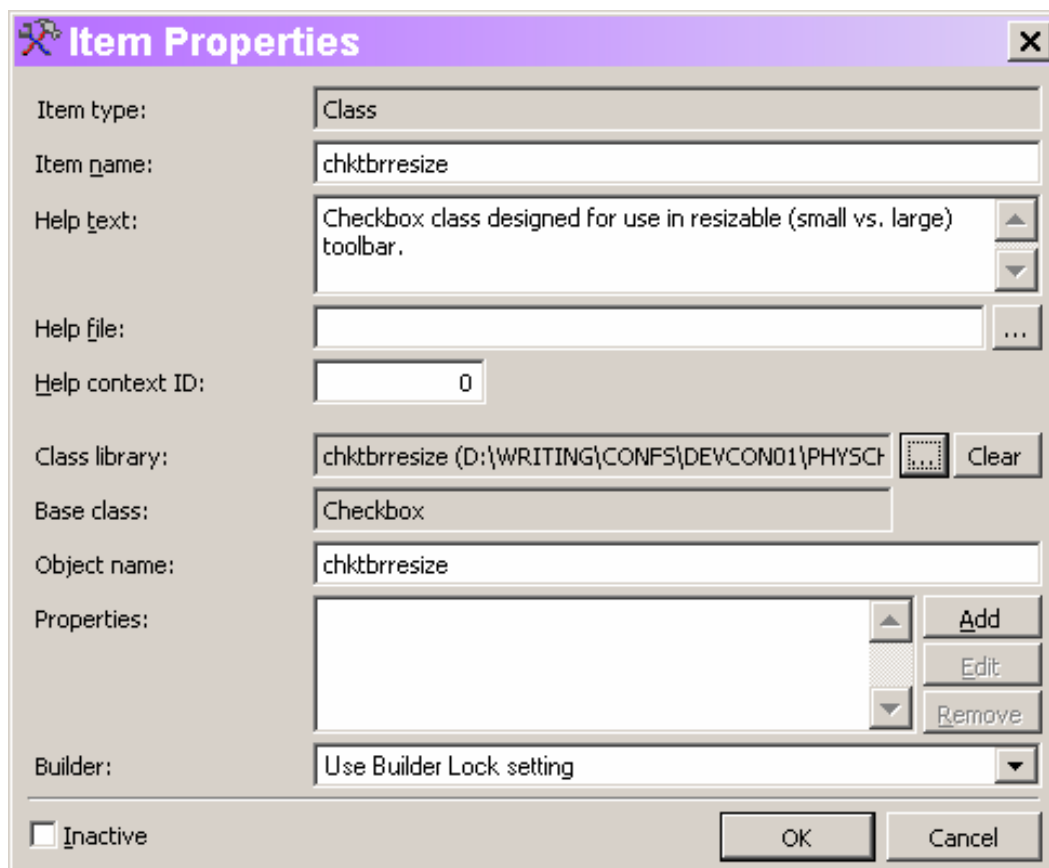 Item Properties
Item type: Class
Item name: chktbrresize
Help text: Checkbox class designed for use in resizable (small vs. large)
toolbar.
Help file: ...
Help context ID: 0
Class library: chktbrresize (D:\WRITING\CONFS\DEVCON01\PHYSCH ... Clear
Base class: Checkbox
Object name: chktbrresize
Properties: Add
Edit
Remove
Builder: Use Builder Lock setting
Inactive OK Cancel